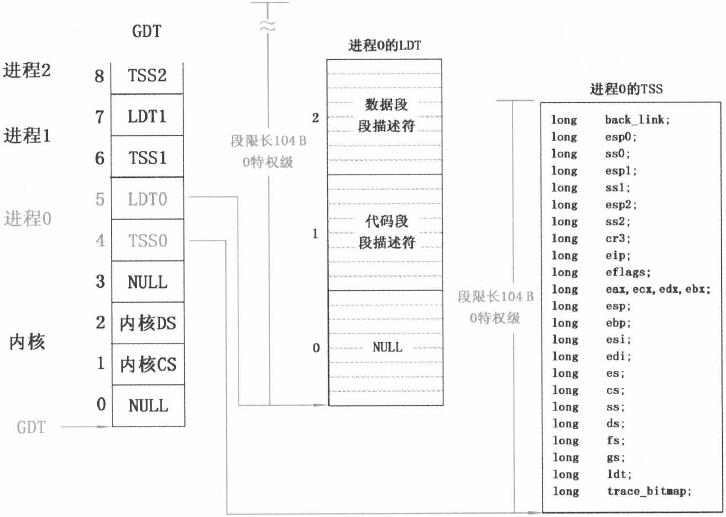 GDT
进程2
8 TSS2
7 LDT1
进程1
6 TSS1
5 LDT0
进程0
4 TSS0
3 NULL
2 内核DS
内核
1 内核CS
0 NULL
GDT
段限长104B
0特权级
进程0的LDT
2
数据段
段描述符
1
代码段
段描述符
0 NULL
段限长104B
0特权级
进程0的TSS
long back_link;
long esp0;
long ss0;
long esp1;
long ss1;
long esp2;
long ss2;
long cr3;
long eip;
long eflags;
long eax,ecx,edx,ebx;
long esp;
long ebp;
long esi;
long edi;
long es;
long cs;
long ss;
long ds;
long fs;
long gs;
long ldt;
long trace_bitmap;